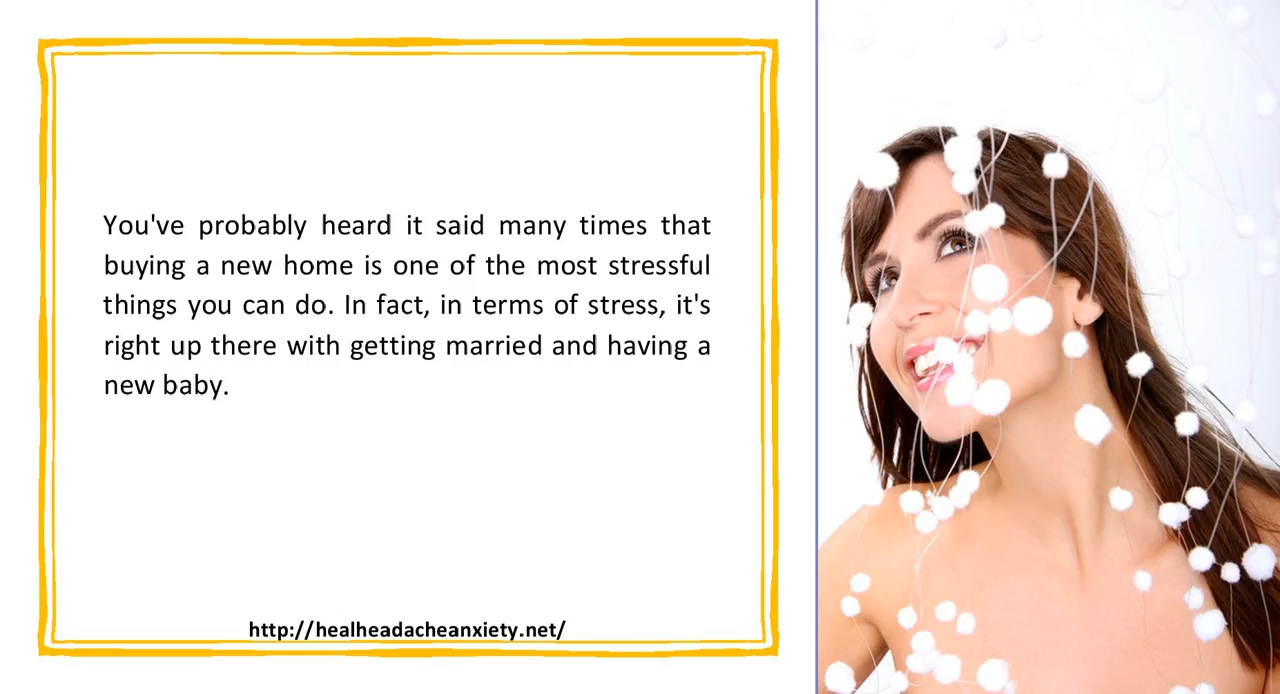 You've probably heard it said many times that
buying a new home is one of the most stressful
things you can do. In fact, in terms of stress, it's
right up there with getting married and having a
new baby.
http://healheadacheanxiety.net/